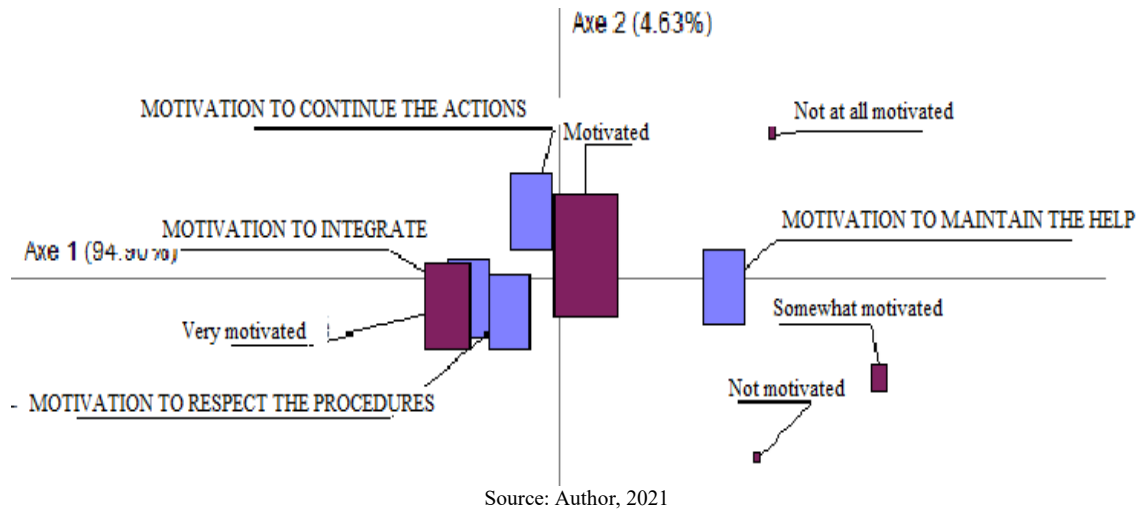 Axe 2 (4.63%)
MOTIVATION TO CONTINUE THE ACTIONS
Not at all motivated
Motivated
MOTIVATION TO INTEGRATE
MOTIVATION TO MAINTAIN THE HELP
Axe 1 (94.90%)
Somewhat motivated
Very motivated
Not motivated
MOTIVATION TO RESPECT THE PROCEDURES
Source: Author, 2021